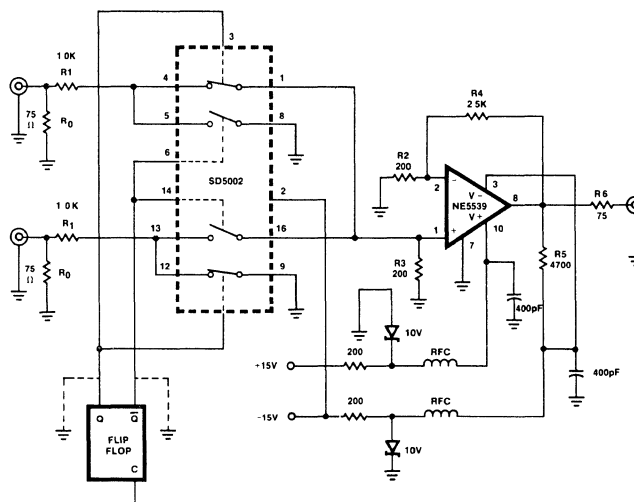 3
1 0K
R1
4
1
75
Ω
R0
5
8
6
SD5002
14
2
1 0K
R1
13
16
75
Ω
R0
12
9
R4
2 5K
R2
200
2
−
V −
3
NE5539
8
V +
10
+
1
7
R6
75
R3
200
R5
4700
400pF
10V
+15V
200
RFC
400pF
−15V
200
RFC
10V
Q
Q̅
FLIP
FLOP
C